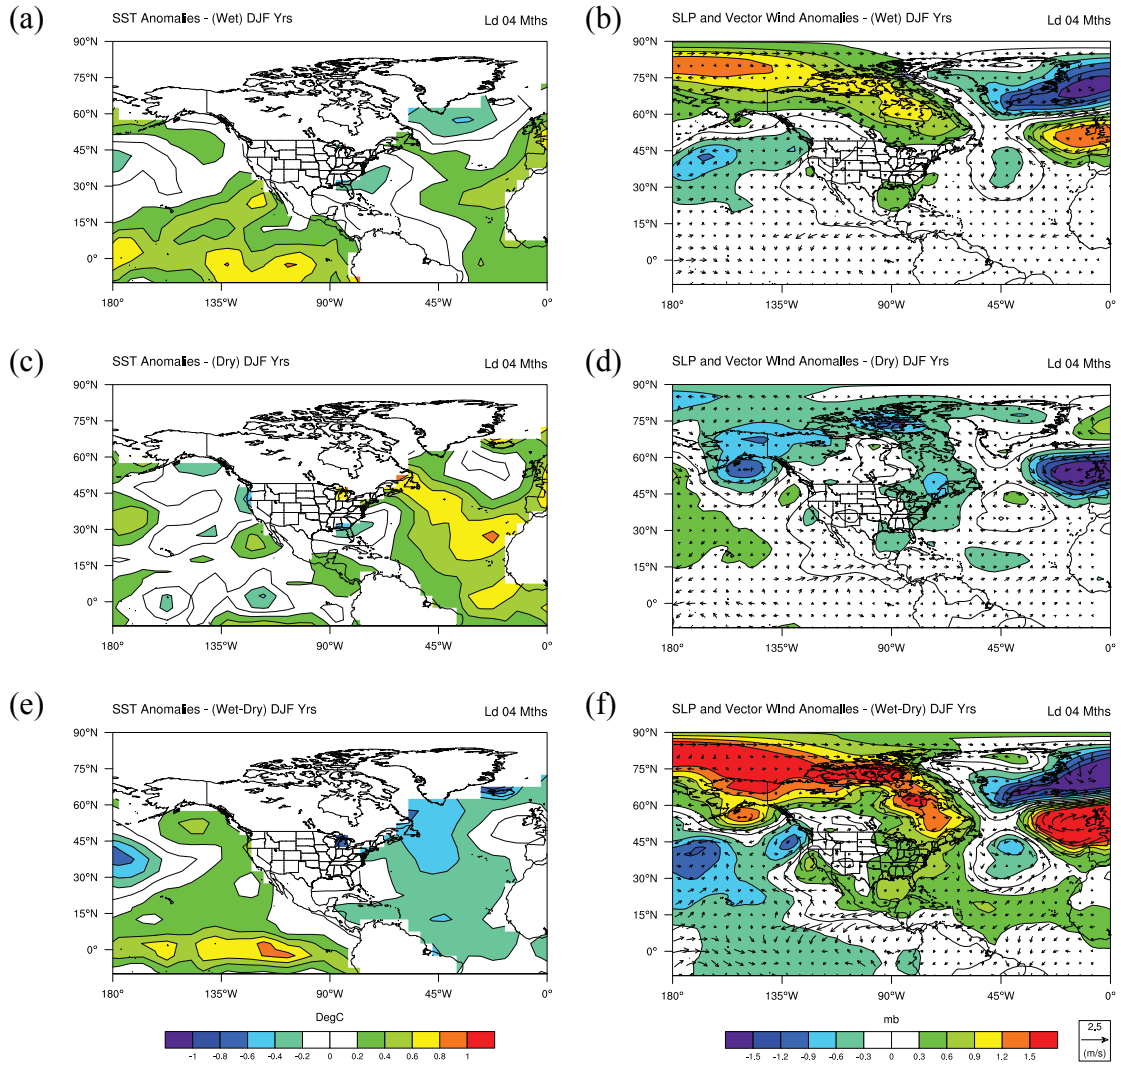 (a) SST Anomalies - (Wet) DJF Yrs Ld 04 Mths
90°N
75°N
60°N
45°N
30°N
15°N
0°
180° 135°W 90°W 45°W 0°
(b) SLP and Vector Wind Anomalies - (Wet) DJF Yrs Ld 04 Mths
90°N
75°N
60°N
45°N
30°N
15°N
0°
180° 135°W 90°W 45°W 0°
(c) SST Anomalies - (Dry) DJF Yrs Ld 04 Mths
90°N
75°N
60°N
45°N
30°N
15°N
0°
180° 135°W 90°W 45°W 0°
(d) SLP and Vector Wind Anomalies - (Dry) DJF Yrs Ld 04 Mths
90°N
75°N
60°N
45°N
30°N
15°N
0°
180° 135°W 90°W 45°W 0°
(e) SST Anomalies - (Wet-Dry) DJF Yrs Ld 04 Mths
90°N
75°N
60°N
45°N
30°N
15°N
0°
180° 135°W 90°W 45°W 0°
DegC
-1 -0.8 -0.6 -0.4 -0.2 0 0.2 0.4 0.6 0.8 1
(f) SLP and Vector Wind Anomalies - (Wet-Dry) DJF Yrs Ld 04 Mths
90°N
75°N
60°N
45°N
30°N
15°N
0°
180° 135°W 90°W 45°W 0°
mb
-1.5 -1.2 -0.9 -0.6 -0.3 0 0.3 0.6 0.9 1.2 1.5
2.5
(m/s)